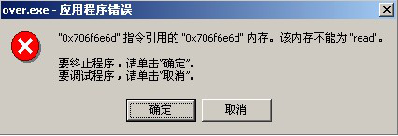 over.exe - 应用程序错误
"0x706f6e6d" 指令引用的 "0x706f6e6d" 内存。该内存不能为 "read"。
要终止程序，请单击"确定"。
要调试程序，请单击"取消"。
确定
取消